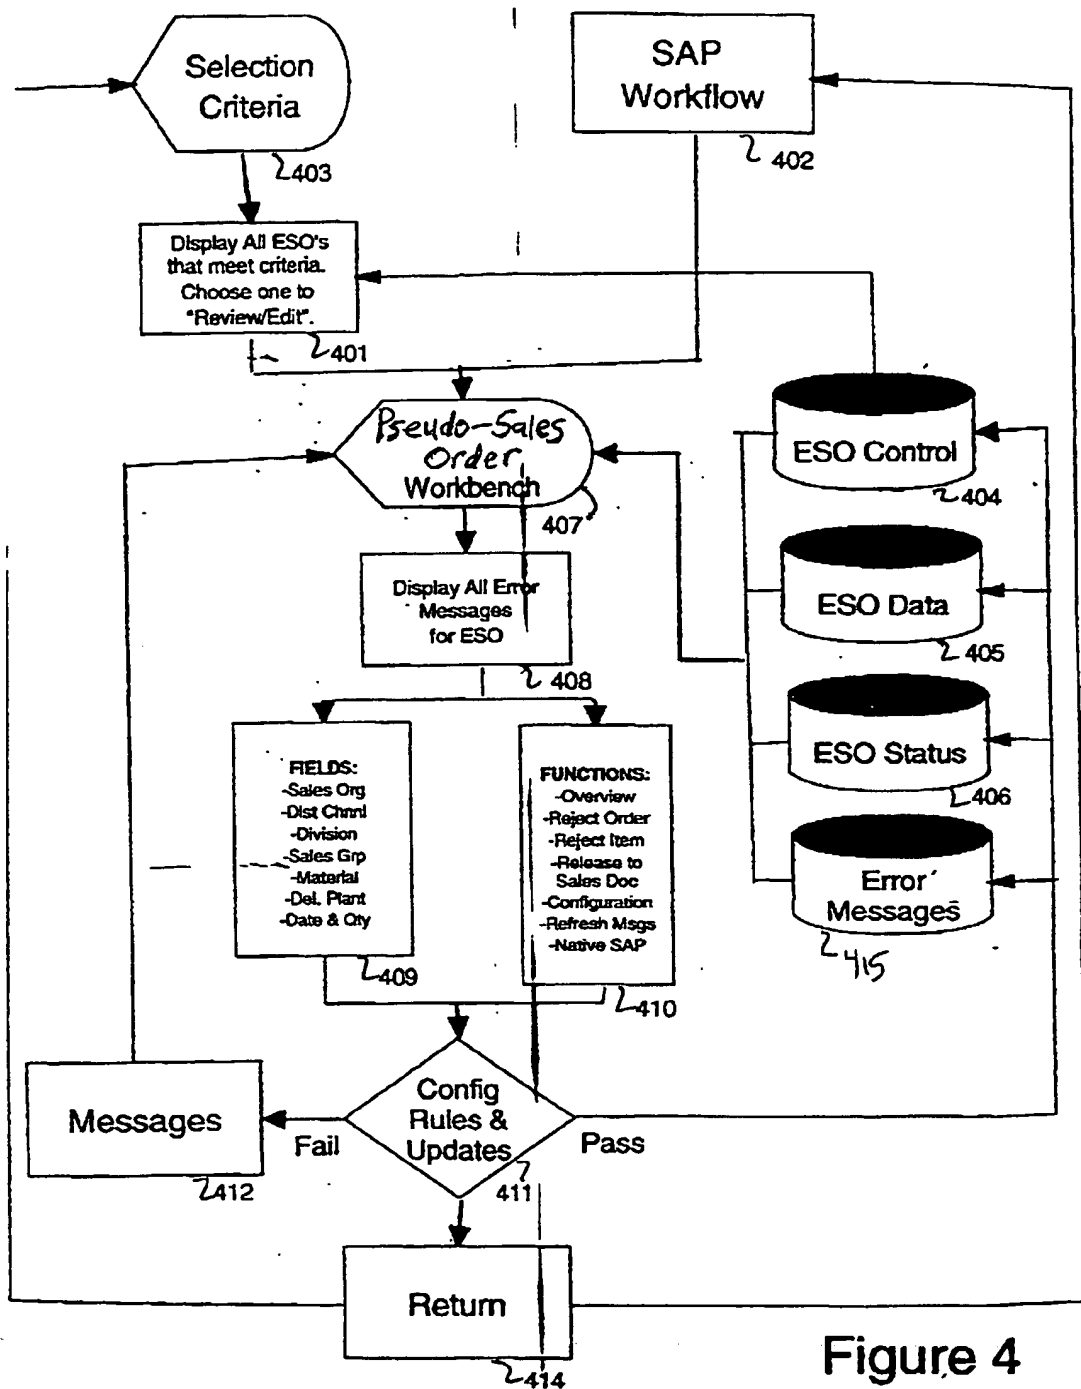 Selection
Criteria
403
SAP
Workflow
402
Display All ESO's
that meet criteria.
Choose one to
"Review/Edit".
401
Pseudo-Sales
Order
Workbench
407
ESO Control
404
Display All Error
Messages
for ESO
408
ESO Data
405
ESO Status
406
Error
Messages
415
FIELDS:
-Sales Org
-Dist Chnnl
-Division
-Sales Grp
-Material
-Del. Plant
-Date & Qty
409
FUNCTIONS:
-Overview
-Reject Order
-Reject Item
-Release to
Sales Doc
-Configuration
-Refresh Msgs
-Native SAP
410
Config
Rules &
Updates
411
Fail
Pass
Messages
412
Return
414
Figure 4